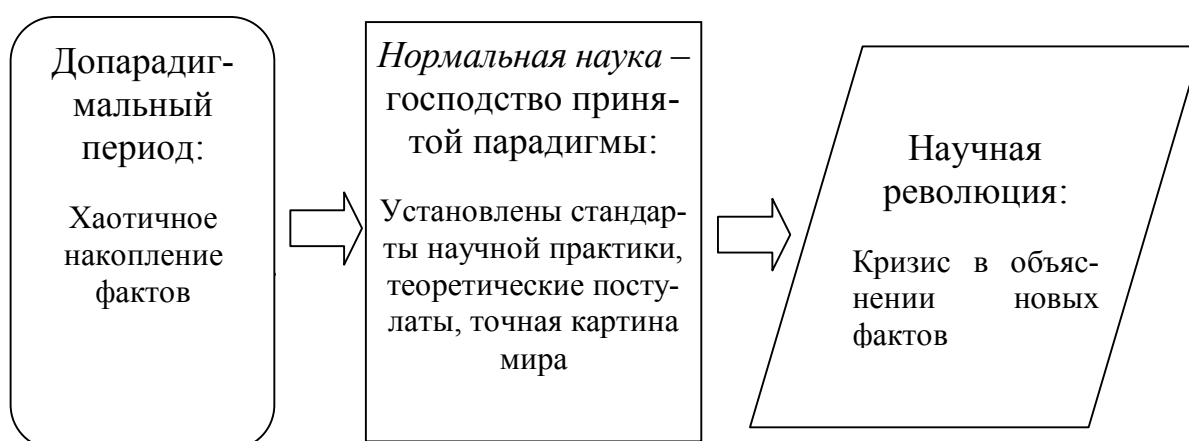 Допарадиг-
мальный
период:
Хаотичное
накопление
фактов
Нормальная наука –
господство приня-
той парадигмы:
Установлены стандар-
ты научной практики,
теоретические посту-
латы, точная картина
мира
Научная
революция:
Кризис в объяс-
нении новых
фактов